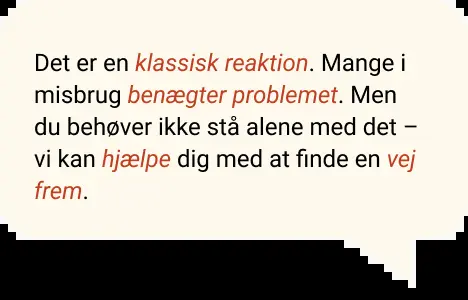 Det er en klassisk reaktion. Mange i
misbrug benægter problemet. Men
du behøver ikke stå alene med det –
vi kan hjælpe dig med at finde en vej
frem.